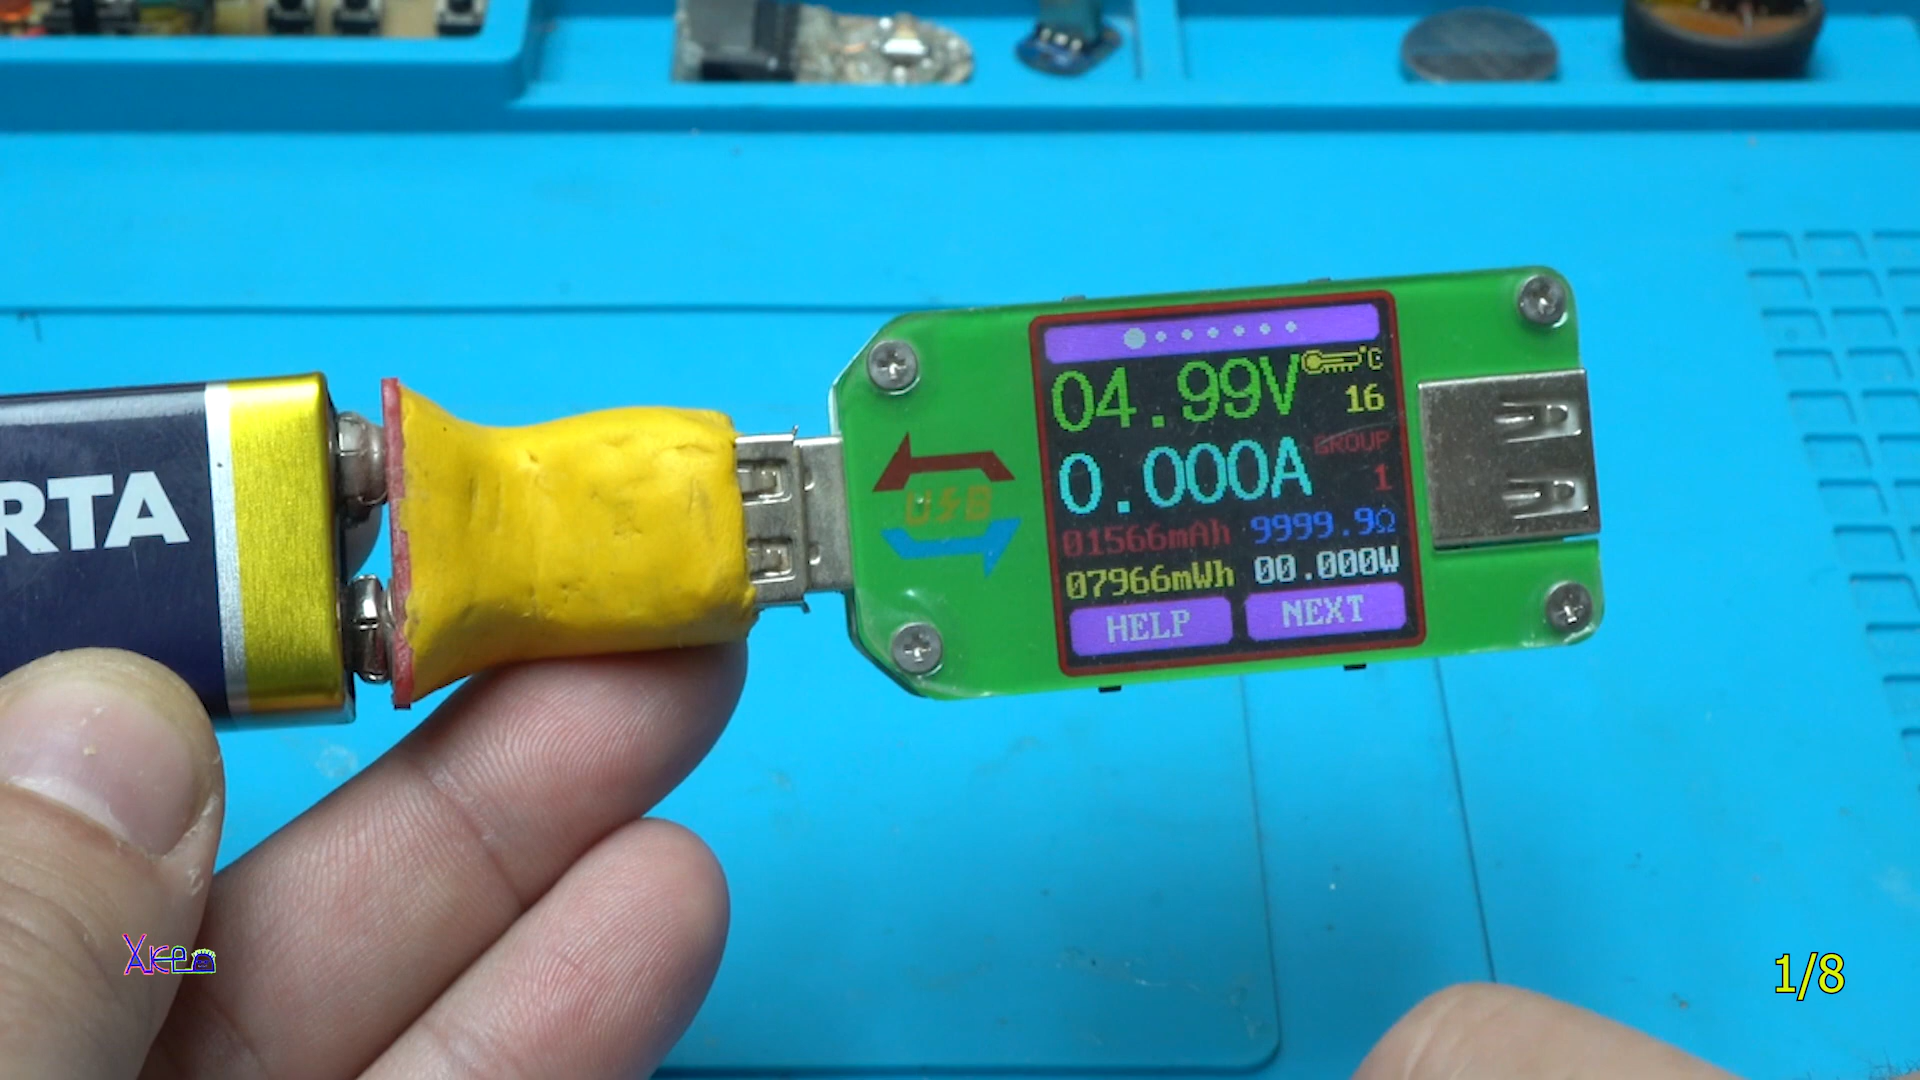 RTA
USB
04.99V
°C
16
0.000A
GROUP
1
01566mAh
9999.9Ω
07966mWh
00.000W
HELP
NEXT
1/8